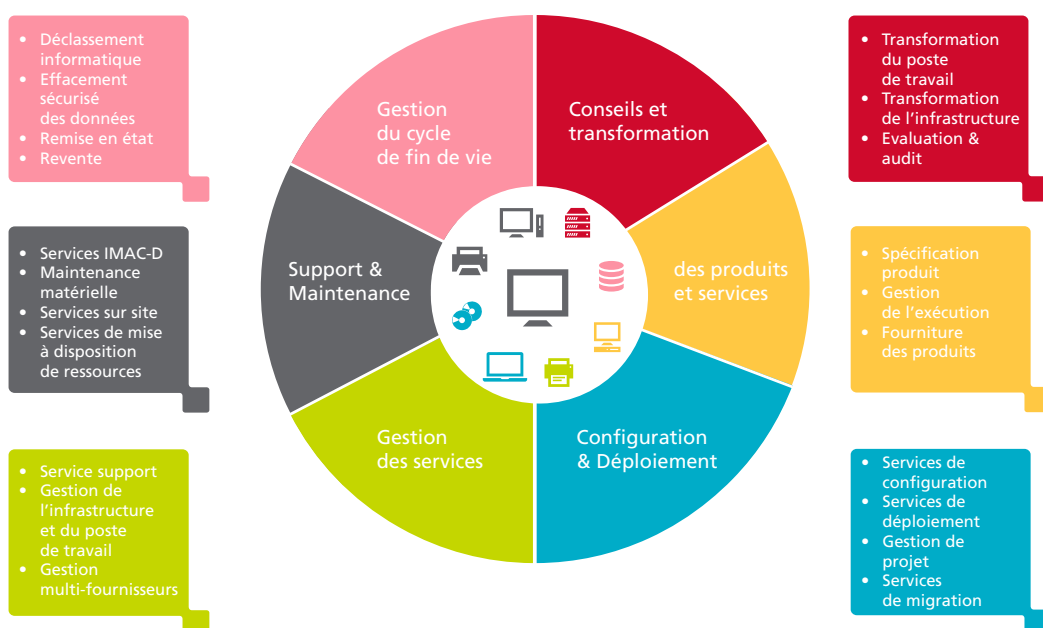 • Déclassement
informatique
• Effacement
sécurisé
des données
• Remise en état
• Revente
Gestion
du cycle
de fin de vie
Conseils et
transformation
• Transformation
du poste
de travail
• Transformation
de l'infrastructure
• Evaluation &
audit
• Services IMAC-D
• Maintenance
matérielle
• Services sur site
• Services de mise
à disposition
de ressources
Support &
Maintenance
des produits
et services
• Spécification
produit
• Gestion
de l'exécution
• Fourniture
des produits
• Service support
• Gestion de
l'infrastructure
et du poste
de travail
• Gestion
multi-fournisseurs
Gestion
des services
Configuration
& Déploiement
• Services de
configuration
• Services de
déploiement
• Gestion de
projet
• Services
de migration